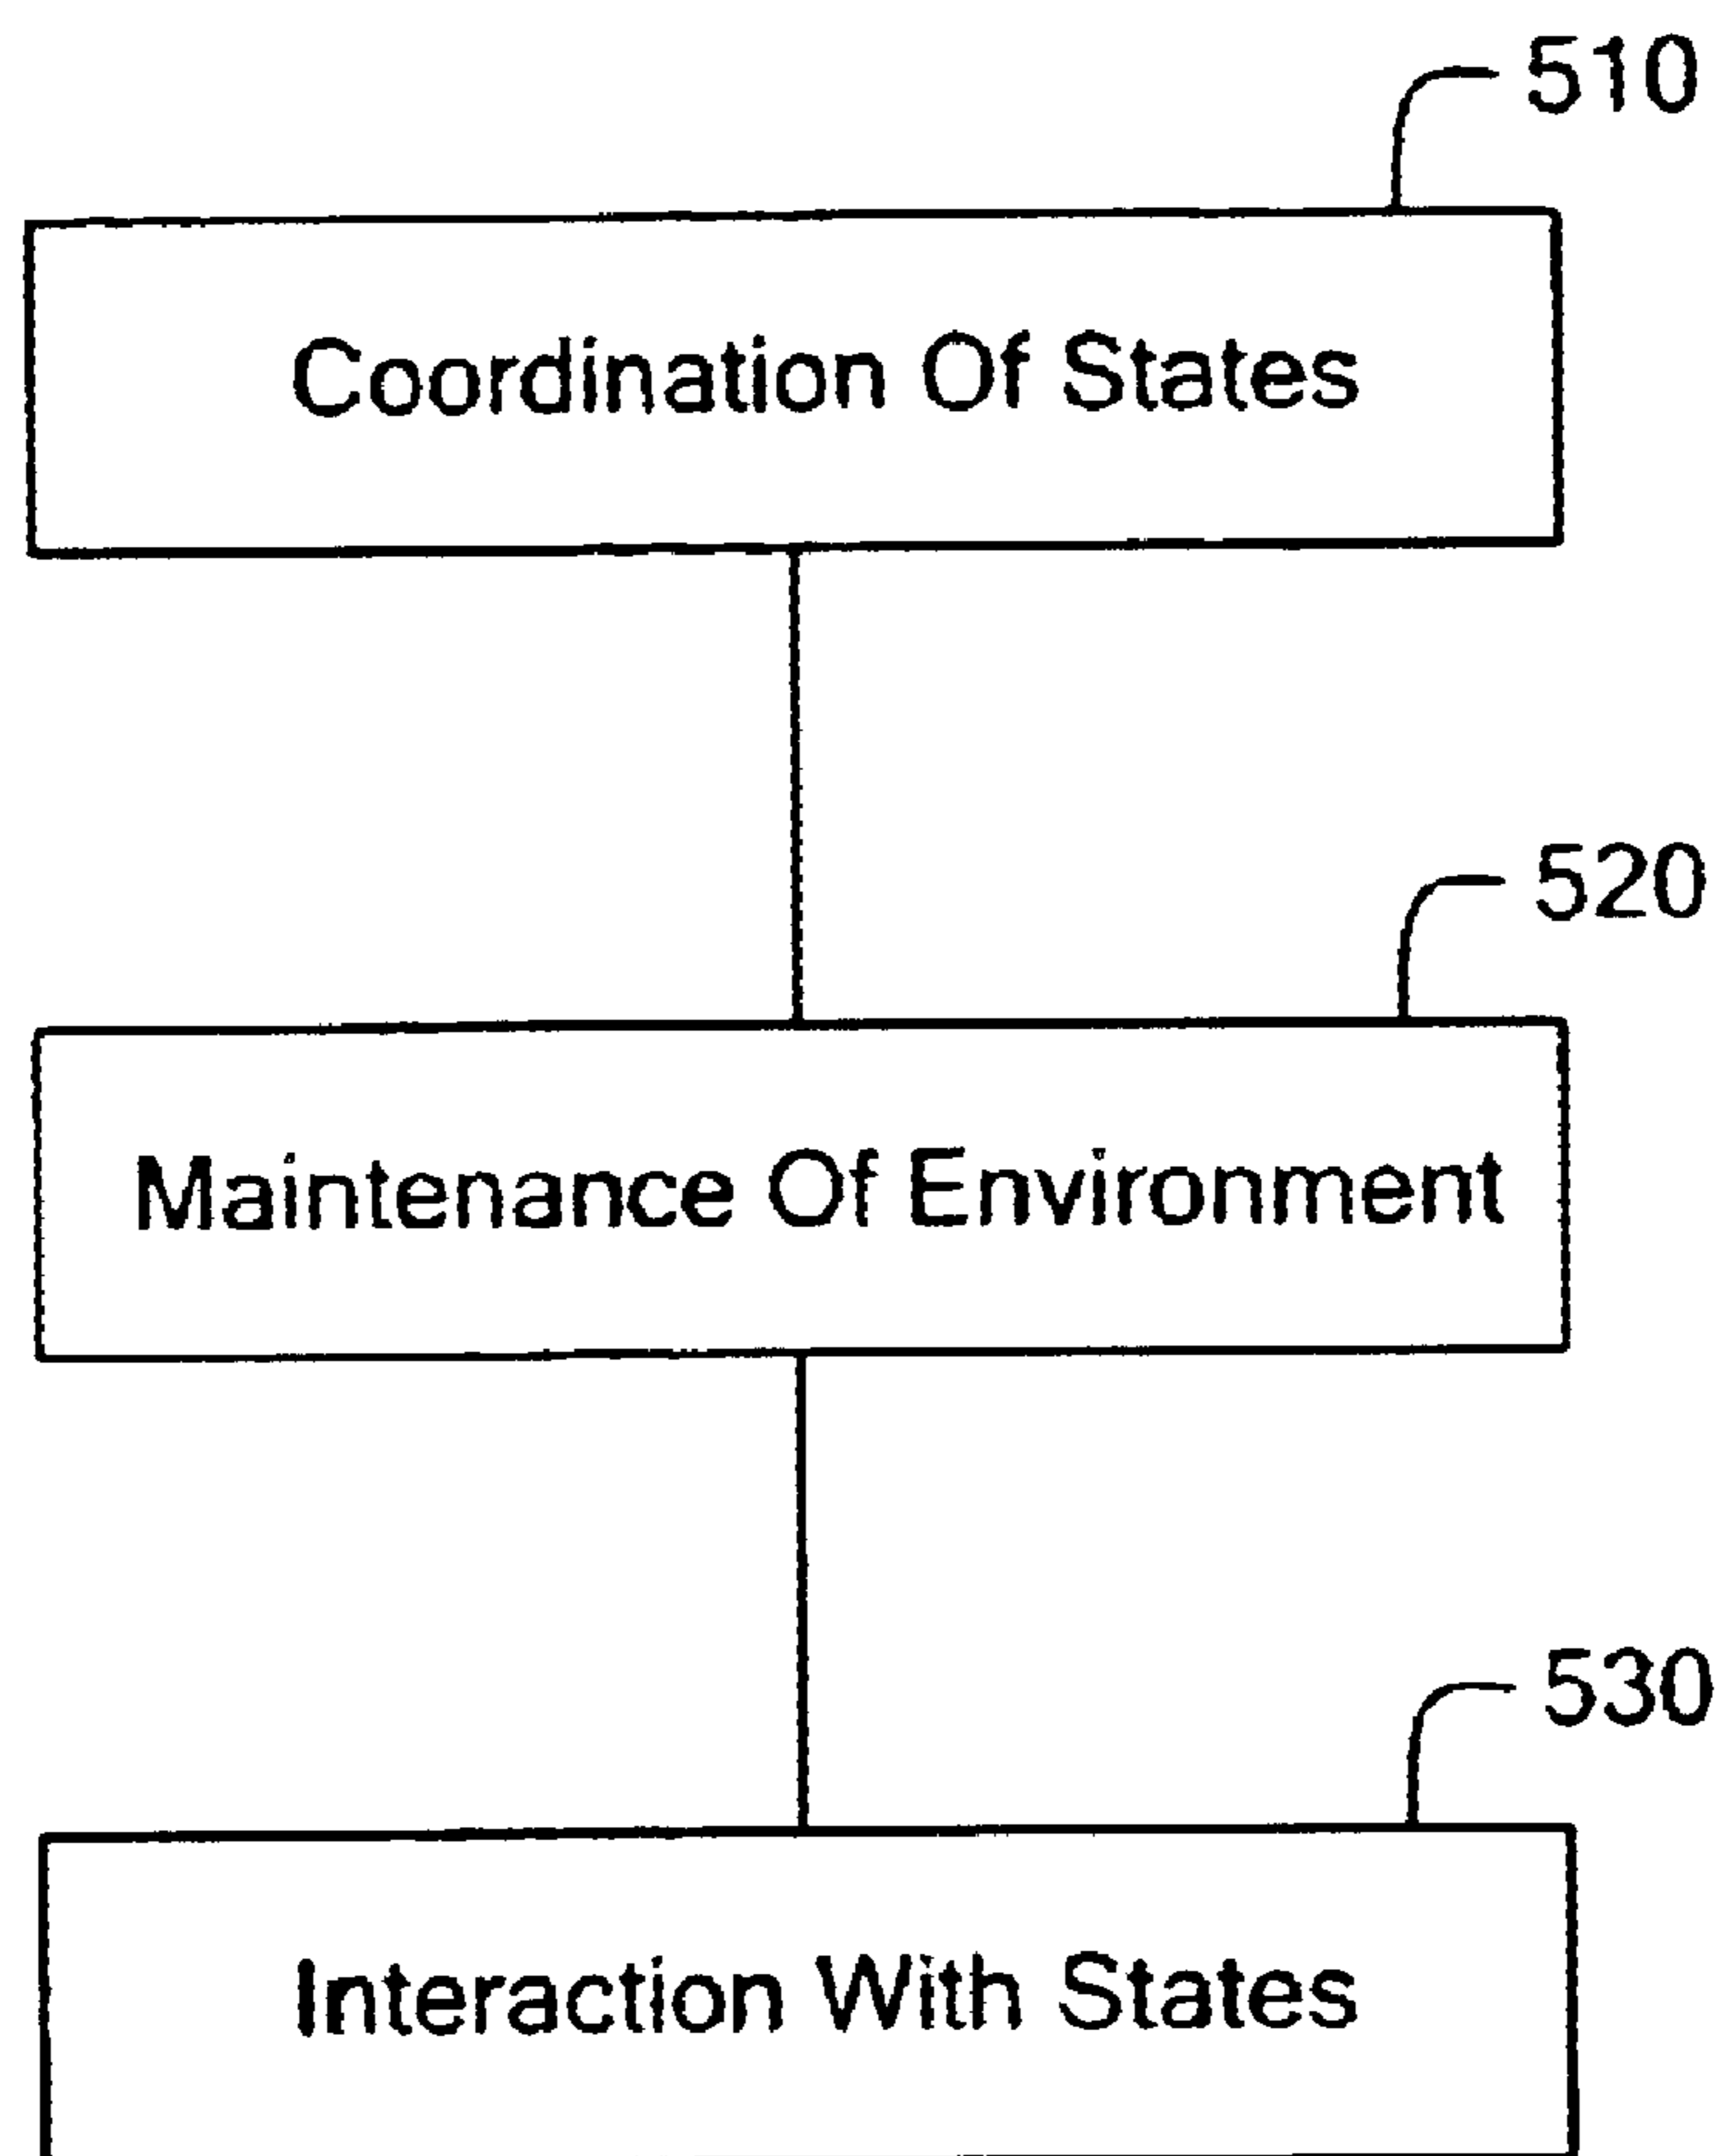 510
Coordination Of States
520
Maintenance Of Environment
530
Interaction With States